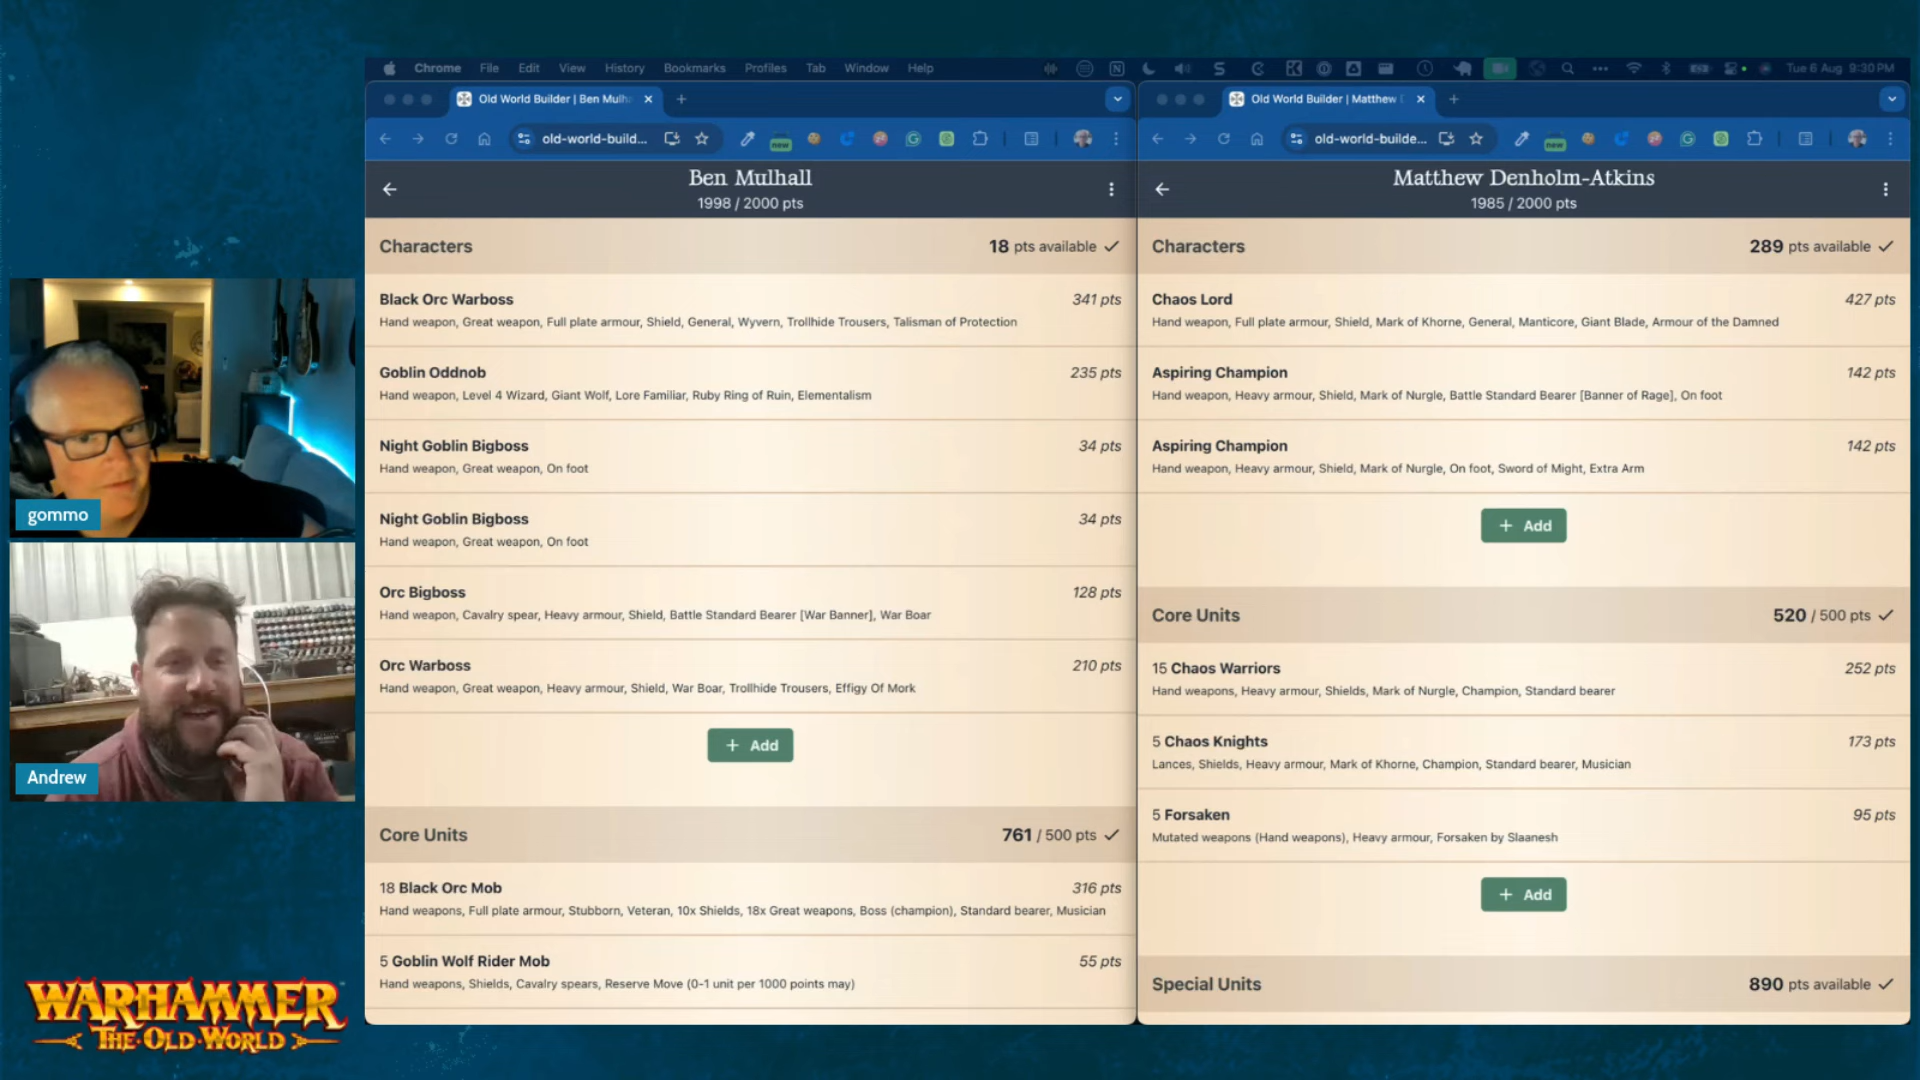 Chrome File Edit View History Bookmarks Profiles Tab Window Help
Tue 6 Aug 9:30 PM
Old World Builder | Ben Mulh
old-world-build...
new
Ben Mulhall
1998 / 2000 pts
Characters 18 pts available
Black Orc Warboss 341 pts
Hand weapon, Great weapon, Full plate armour, Shield, General, Wyvern, Trollhide Trousers, Talisman of Protection
Goblin Oddnob 235 pts
Hand weapon, Level 4 Wizard, Giant Wolf, Lore Familiar, Ruby Ring of Ruin, Elementalism
Night Goblin Bigboss 34 pts
Hand weapon, Great weapon, On foot
Night Goblin Bigboss 34 pts
Hand weapon, Great weapon, On foot
Orc Bigboss 128 pts
Hand weapon, Cavalry spear, Heavy armour, Shield, Battle Standard Bearer [War Banner], War Boar
Orc Warboss 210 pts
Hand weapon, Great weapon, Heavy armour, Shield, War Boar, Trollhide Trousers, Effigy Of Mork
+ Add
Core Units 761 / 500 pts
18 Black Orc Mob 316 pts
Hand weapons, Full plate armour, Stubborn, Veteran, 10x Shields, 18x Great weapons, Boss (champion), Standard bearer, Musician
5 Goblin Wolf Rider Mob 55 pts
Hand weapons, Shields, Cavalry spears, Reserve Move (0-1 unit per 1000 points may)
Old World Builder | Matthew
old-world-builde...
new
Matthew Denholm-Atkins
1985 / 2000 pts
Characters 289 pts available
Chaos Lord 427 pts
Hand weapon, Full plate armour, Shield, Mark of Khorne, General, Manticore, Giant Blade, Armour of the Damned
Aspiring Champion 142 pts
Hand weapon, Heavy armour, Shield, Mark of Nurgle, Battle Standard Bearer [Banner of Rage], On foot
Aspiring Champion 142 pts
Hand weapon, Heavy armour, Shield, Mark of Nurgle, On foot, Sword of Might, Extra Arm
+ Add
Core Units 520 / 500 pts
15 Chaos Warriors 252 pts
Hand weapons, Heavy armour, Shields, Mark of Nurgle, Champion, Standard bearer
5 Chaos Knights 173 pts
Lances, Shields, Heavy armour, Mark of Khorne, Champion, Standard bearer, Musician
5 Forsaken 95 pts
Mutated weapons (Hand weapons), Heavy armour, Forsaken by Slaanesh
+ Add
Special Units 890 pts available
gommo
Andrew
WARHAMMER
THE·OLD·WORLD